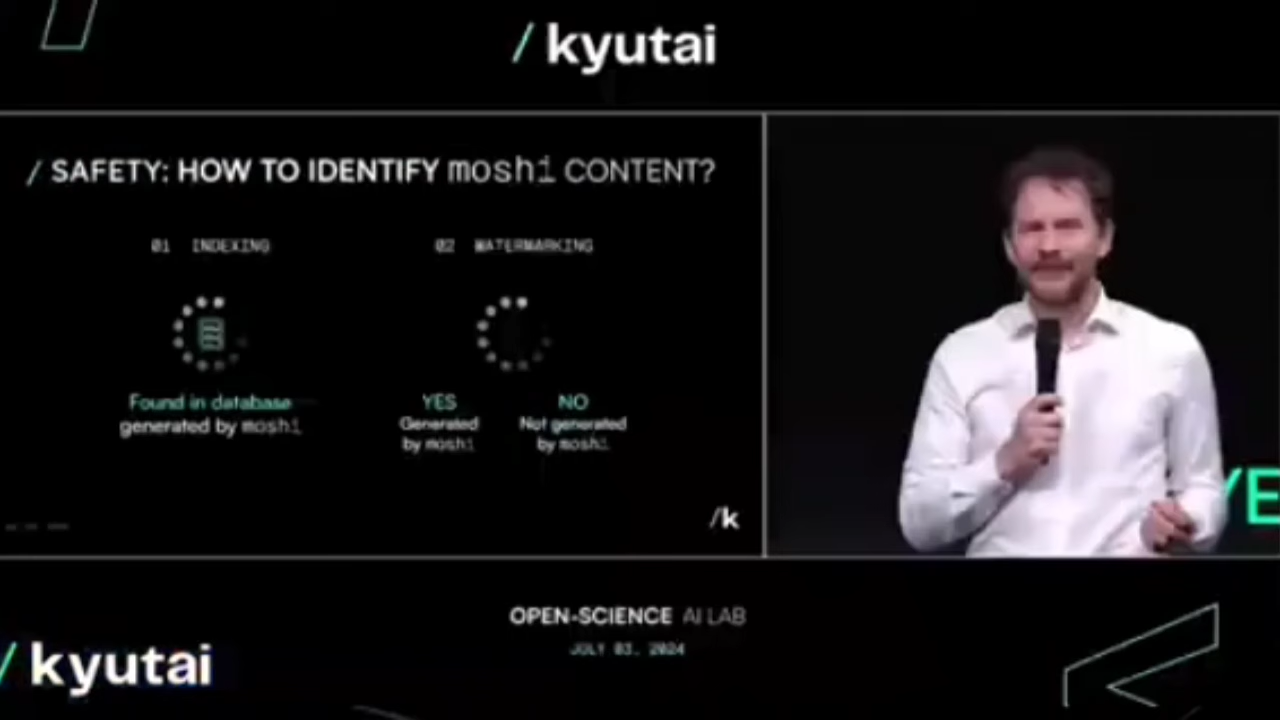 / kyutai
/ SAFETY: HOW TO IDENTIFY moshi CONTENT?
01 INDEXING
02 WATERMARKING
Found in database
generated by moshi
YES
Generated
by moshi
NO
Not generated
by moshi
/k
YE
OPEN-SCIENCE AI LAB
JULY 03, 2024
/ kyutai